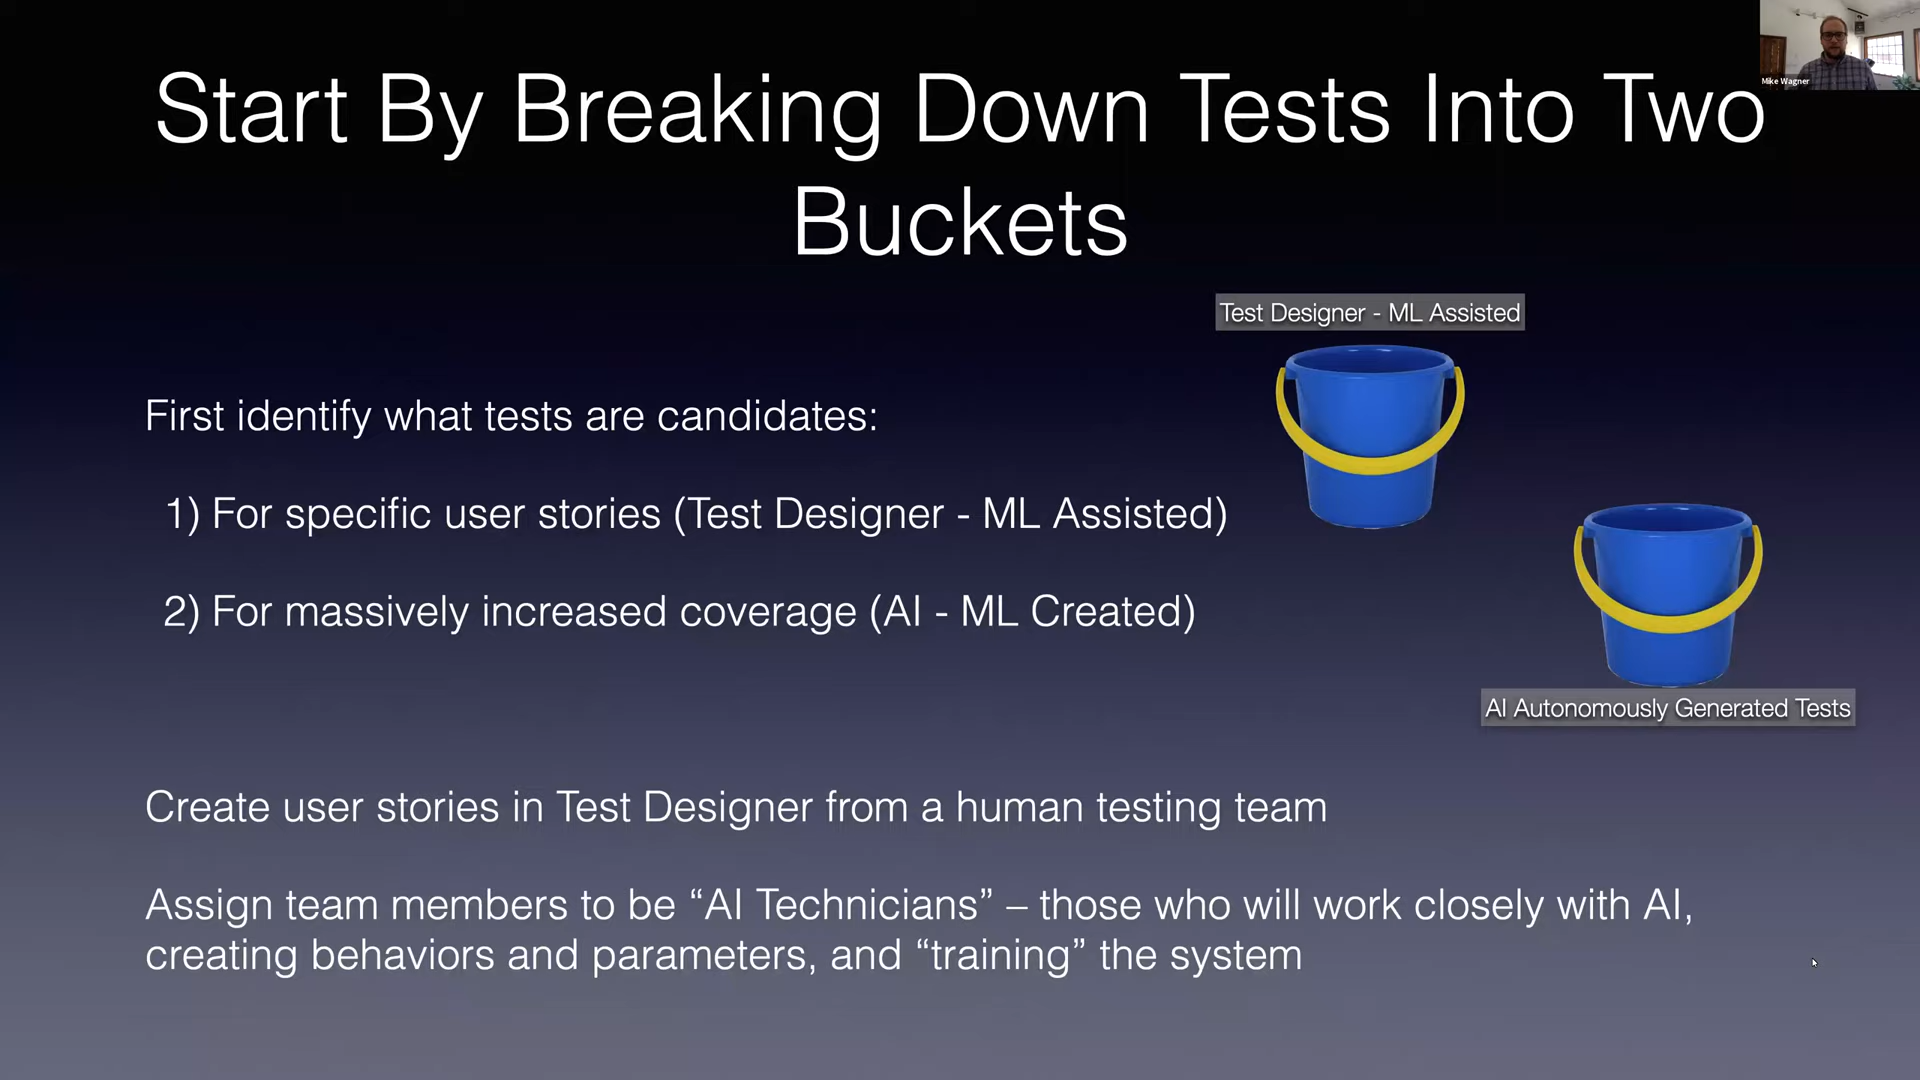 Start By Breaking Down Tests Into Two
Buckets
Mike Wagner
Test Designer - ML Assisted
First identify what tests are candidates:
1) For specific user stories (Test Designer - ML Assisted)
2) For massively increased coverage (AI - ML Created)
AI Autonomously Generated Tests
Create user stories in Test Designer from a human testing team
Assign team members to be “AI Technicians” – those who will work closely with AI,
creating behaviors and parameters, and “training” the system